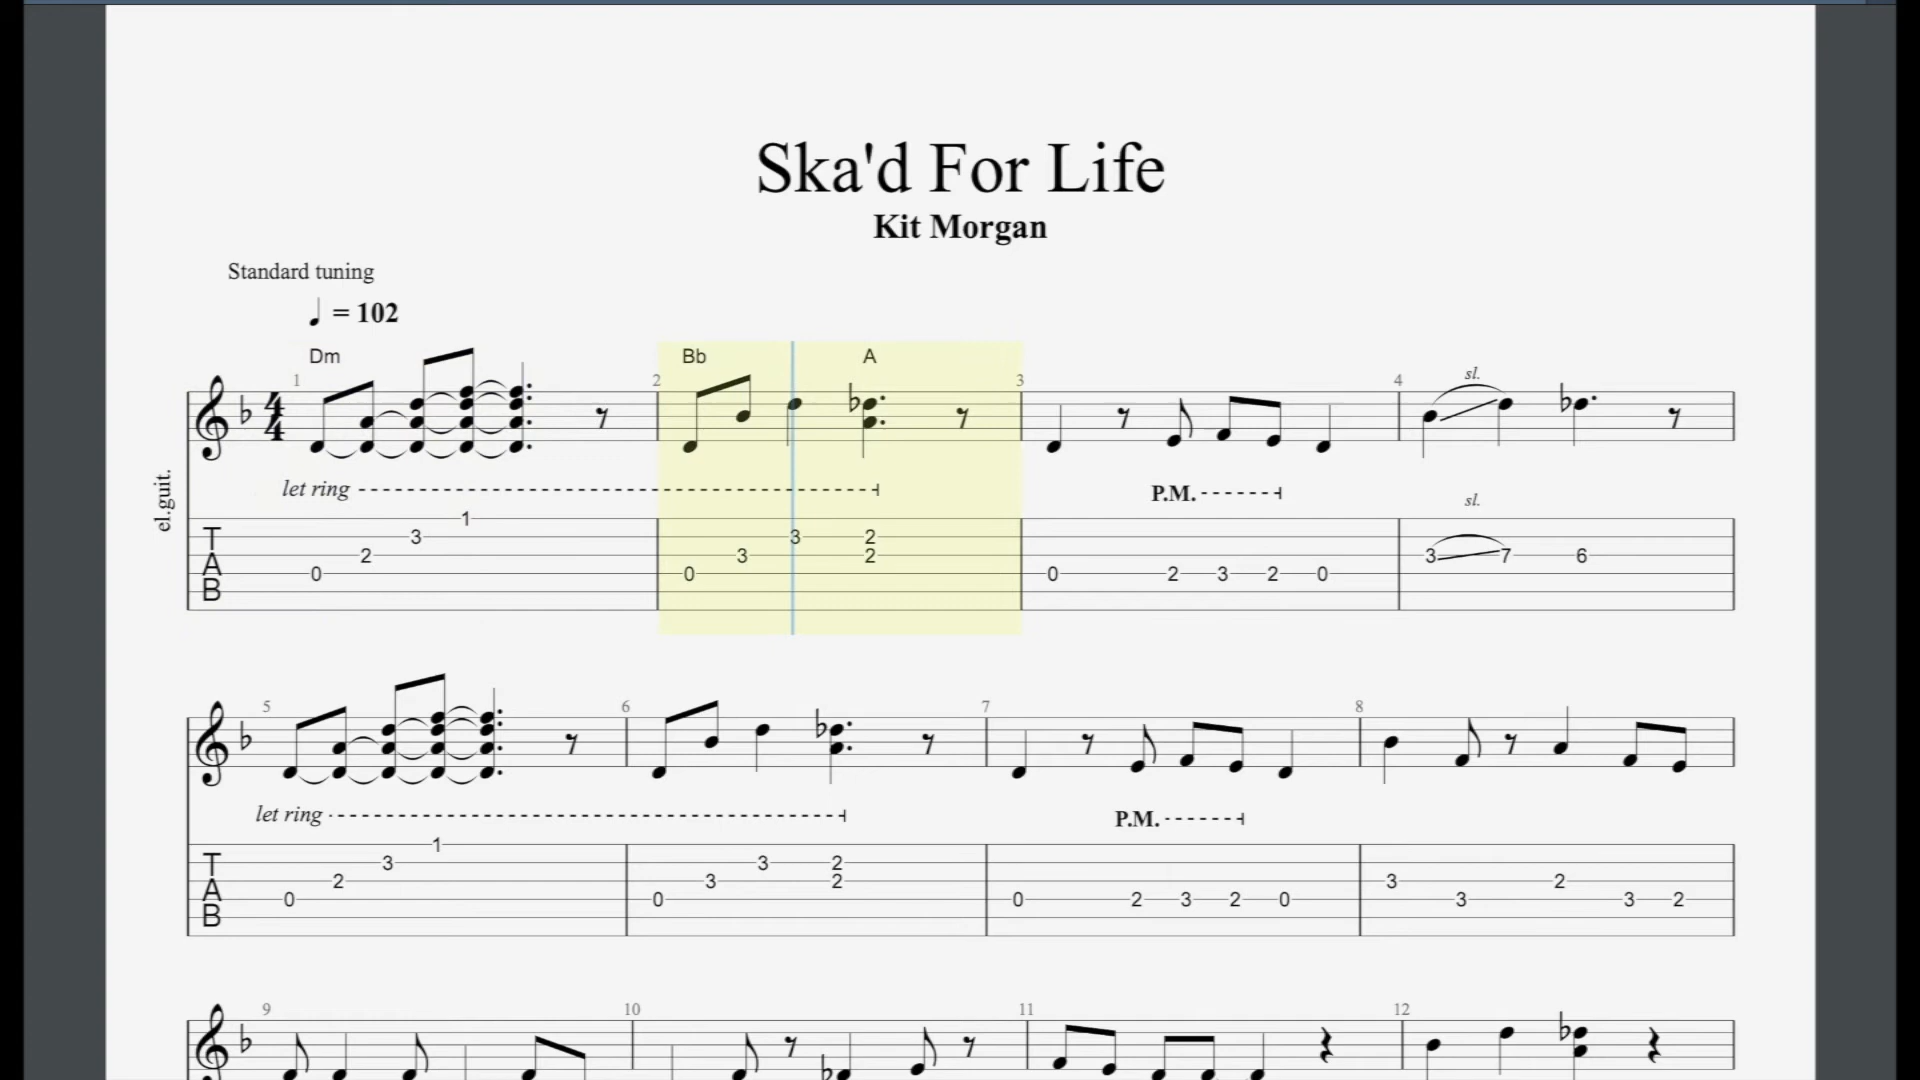 Ska'd For Life
Kit Morgan
Standard tuning
= 102
Dm Bb A
1 2 3 4
4
4
sl.
el.guit.
let ring P.M. sl.
T
A
B
1
3 3 2
2 3 2 3 7 6
0 0 0 2 3 2 0
5 6 7 8
let ring P.M.
T
A
B
1
3 3 2
2 3 2 3 2
0 0 0 2 3 2 0 3 3 2
9 10 11 12